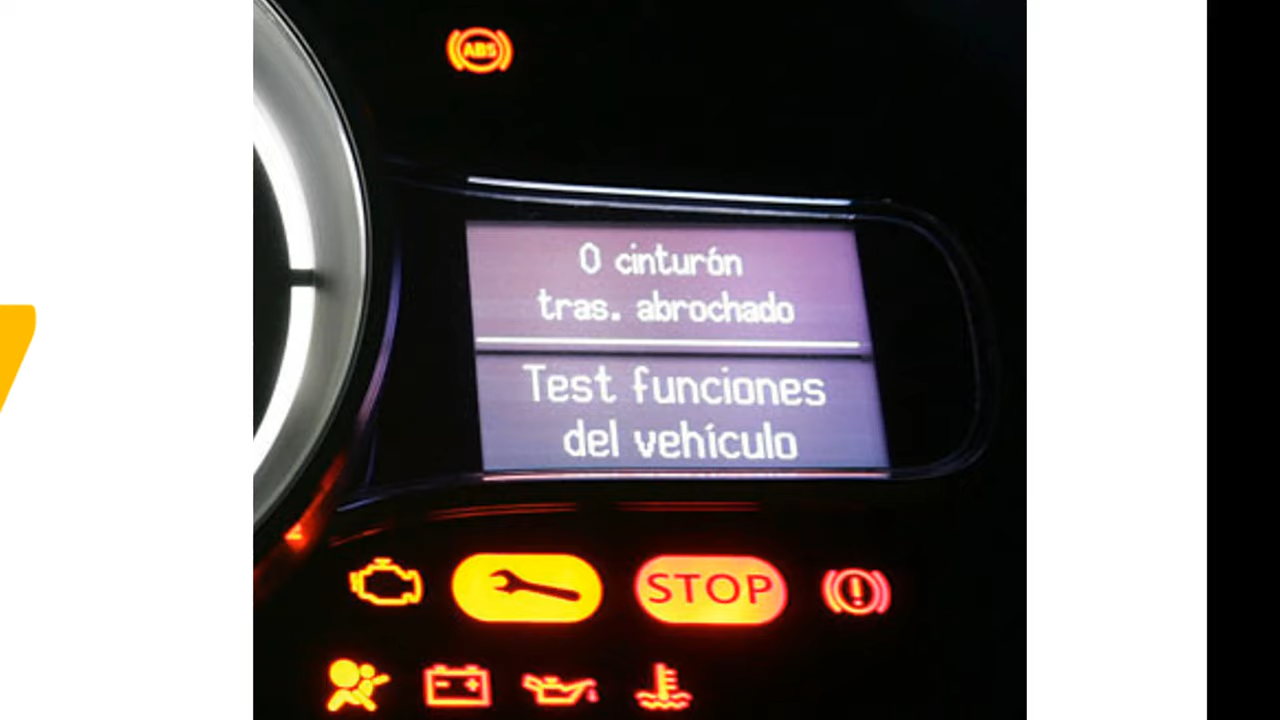 ABS
0 cinturón
tras. abrochado
Test funciones
del vehículo
STOP